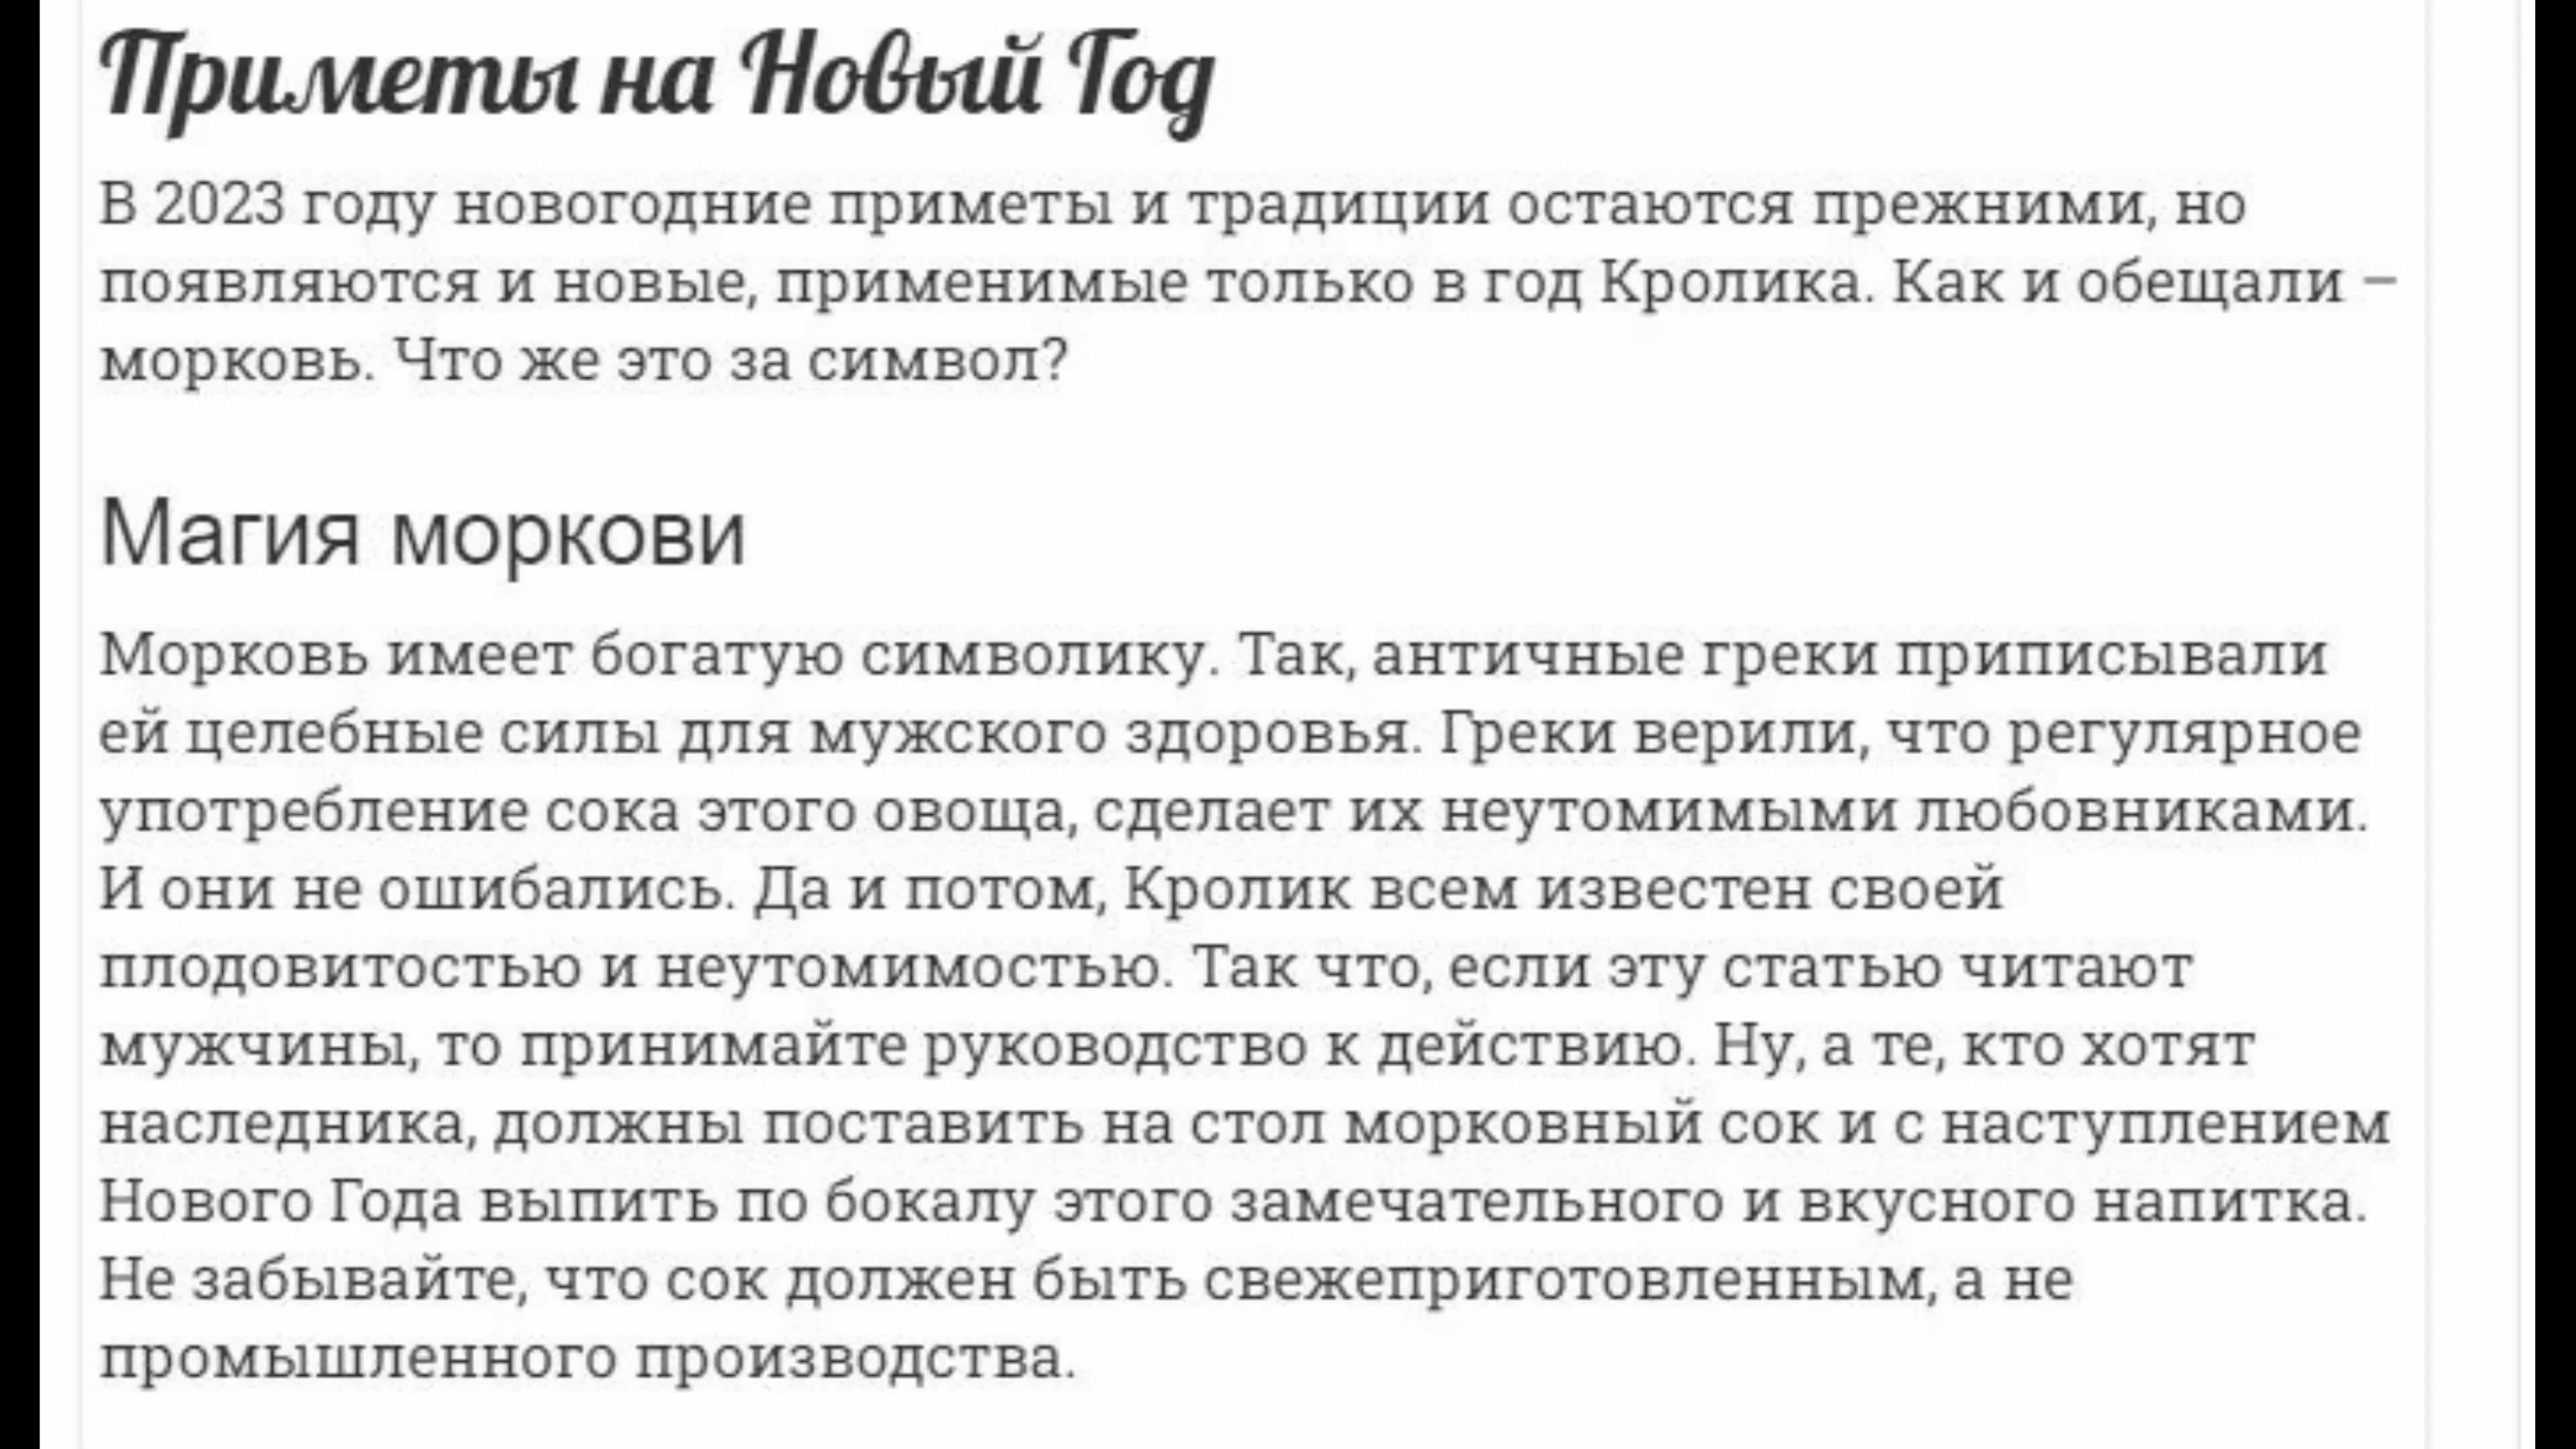 Приметы на Новый Год
В 2023 году новогодние приметы и традиции остаются прежними, но
появляются и новые, применимые только в год Кролика. Как и обещали –
морковь. Что же это за символ?
Магия моркови
Морковь имеет богатую символику. Так, античные греки приписывали
ей целебные силы для мужского здоровья. Греки верили, что регулярное
употребление сока этого овоща, сделает их неутомимыми любовниками.
И они не ошибались. Да и потом, Кролик всем известен своей
плодовитостью и неутомимостью. Так что, если эту статью читают
мужчины, то принимайте руководство к действию. Ну, а те, кто хотят
наследника, должны поставить на стол морковный сок и с наступлением
Нового Года выпить по бокалу этого замечательного и вкусного напитка.
Не забывайте, что сок должен быть свежеприготовленным, а не
промышленного производства.